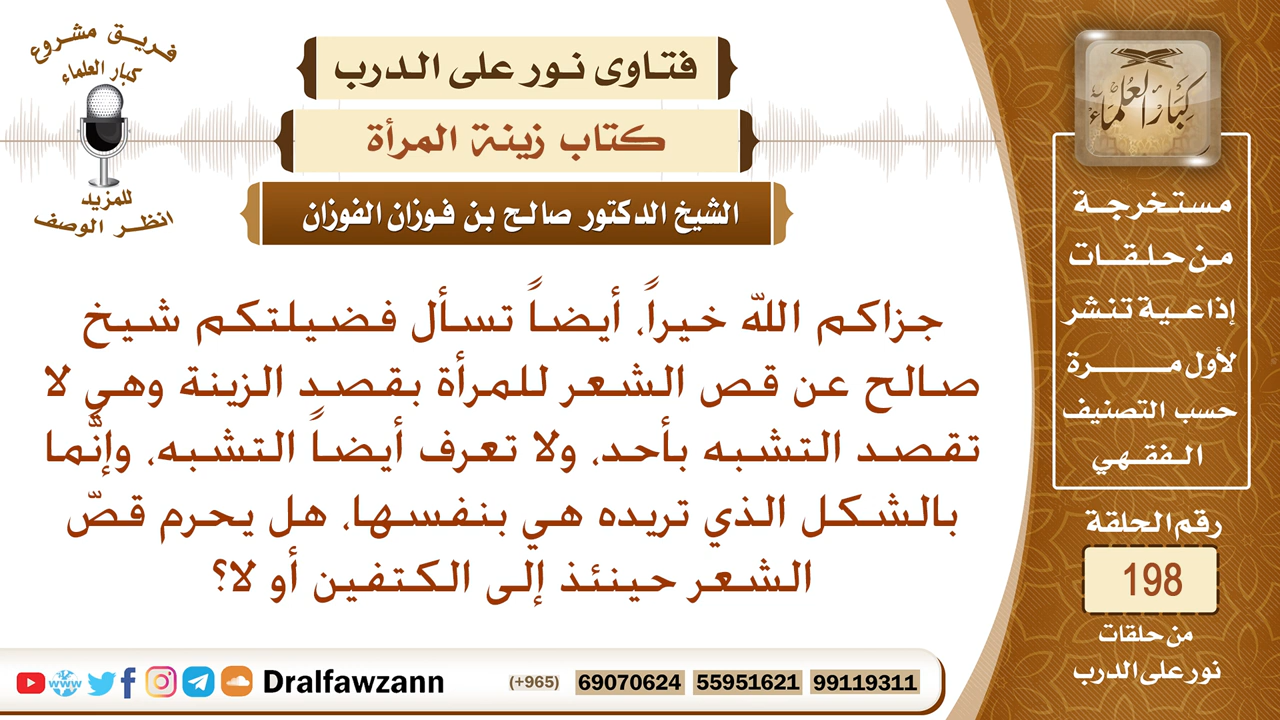 فريق مشروع
كبار العلماء
للمزيد
انظر الوصف
فتاوى نور على الدرب
كتاب زينة المرأة
الشيخ الدكتور صالح بن فوزان الفوزان
جزاكم الله خيراً، أيضاً تسأل فضيلتكم شيخ
صالح عن قص الشعر للمرأة بقصد الزينة وهي لا
تقصد التشبه بأحد، ولا تعرف أيضاً التشبه، وإنَّما
بالشكل الذي تريده هي بنفسها، هل يحرم قصّ
الشعر حينئذ إلى الكتفين أو لا؟
كبار العلماء
مستخرجة
من حلقات
إذاعية تنشر
لأول مرة
حسب التصنيف
الفقهي
رقم الحلقة
198
من حلقات
نور على الدرب
www Dralfawzann (+965) 69070624 55951621 99119311